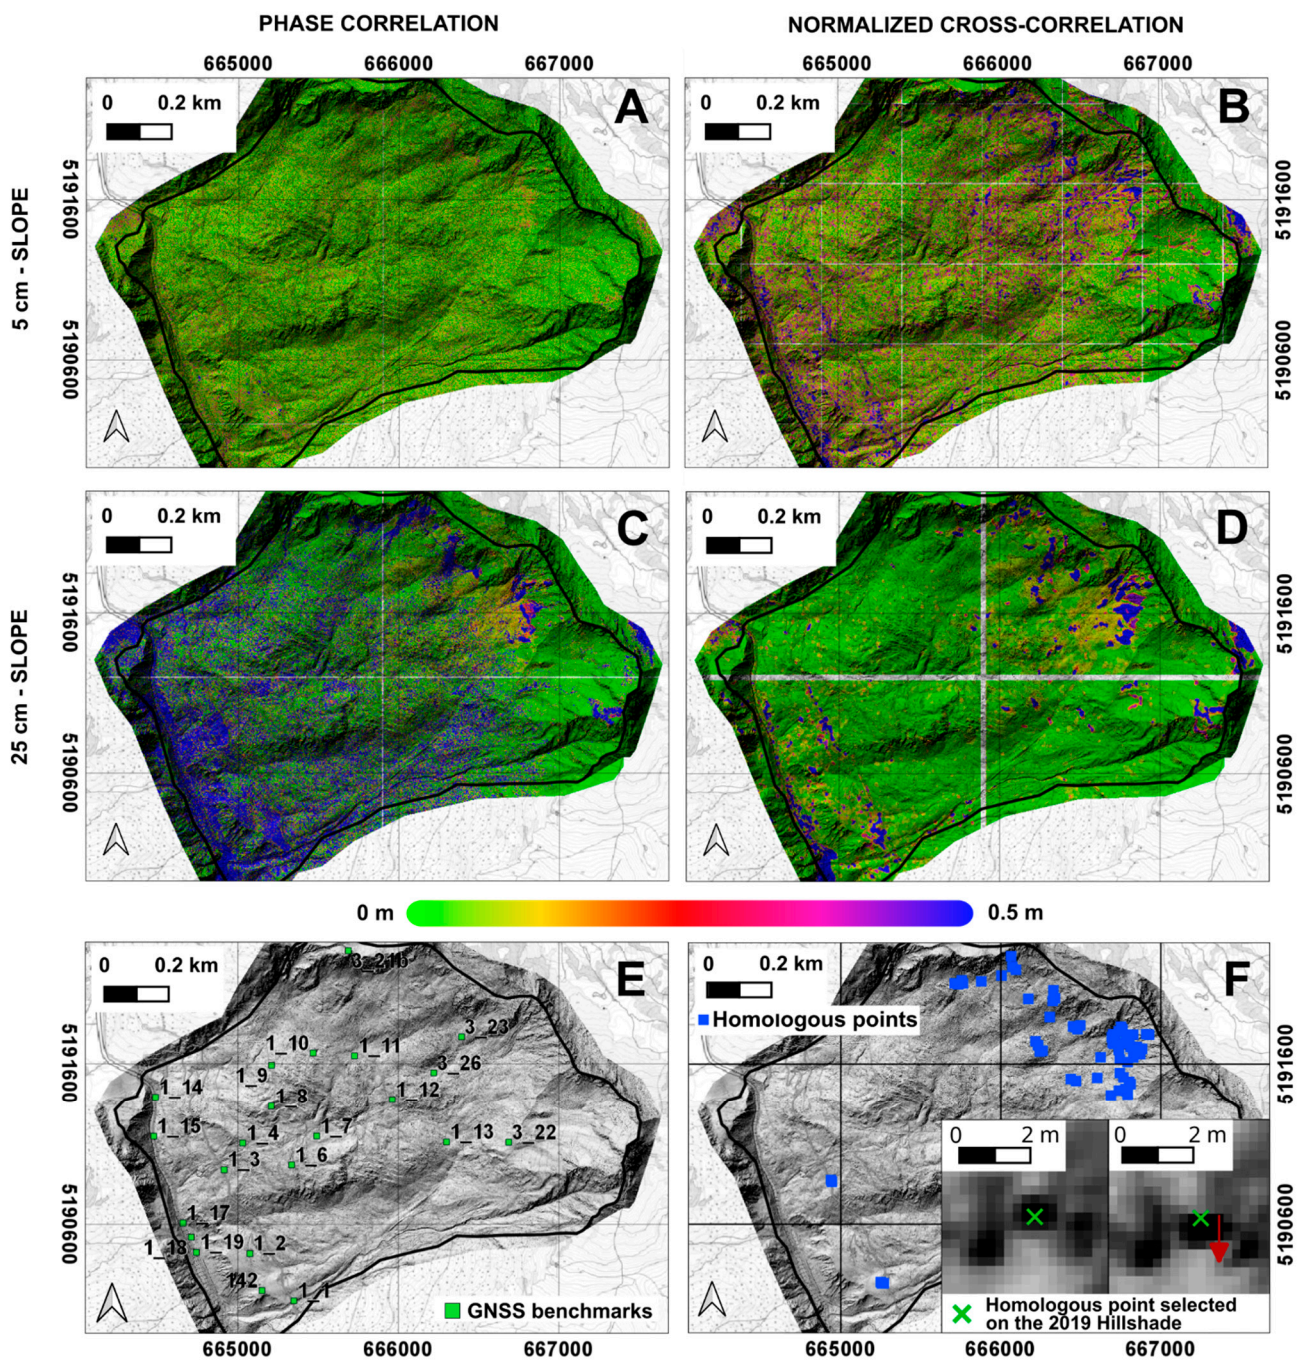 PHASE CORRELATION
NORMALIZED CROSS-CORRELATION
665000 666000 667000
665000 666000 667000
5 cm - SLOPE
0 0.2 km
A
5191600
5190600
0 0.2 km
B
5191600
5190600
25 cm - SLOPE
0 0.2 km
C
5191600
5190600
0 0.2 km
D
5191600
5190600
0 m
0.5 m
0 0.2 km
E
3_21b
3_23
1_10
1_11
3_26
1_9
1_14
1_12
1_8
1_15
1_4
1_7
1_13
3_22
1_3
1_6
1_17
1_18
1_19
1_2
142
1_1
GNSS benchmarks
5191600
5190600
0 0.2 km
F
Homologous points
0 2 m
0 2 m
Homologous point selected
on the 2019 Hillshade
5191600
5190600
665000 666000 667000
665000 666000 667000